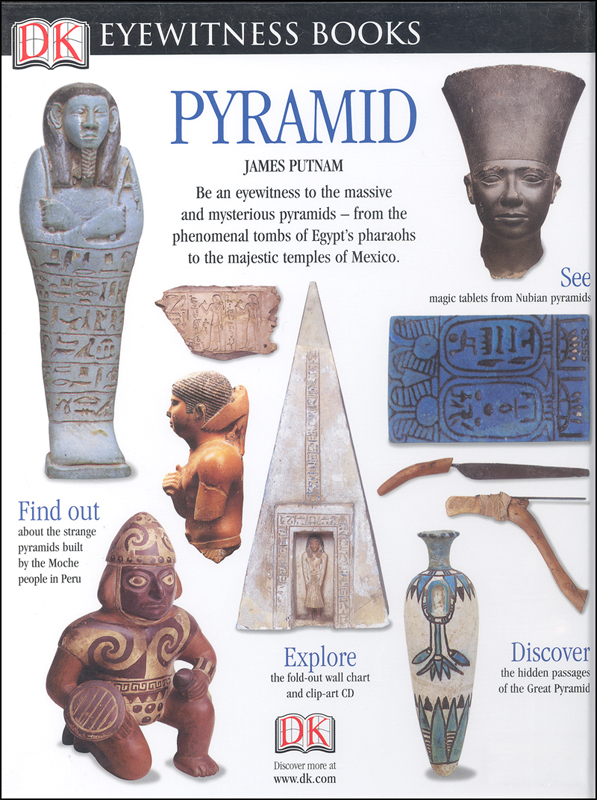 DK EYEWITNESS BOOKS
PYRAMID
JAMES PUTNAM
Be an eyewitness to the massive
and mysterious pyramids – from the
phenomenal tombs of Egypt's pharaohs
to the majestic temples of Mexico.
See
magic tablets from Nubian pyramids
Find out
about the strange
pyramids built
by the Moche
people in Peru
Explore
the fold-out wall chart
and clip-art CD
Discover
the hidden passages
of the Great Pyramid
DK
Discover more at
www.dk.com